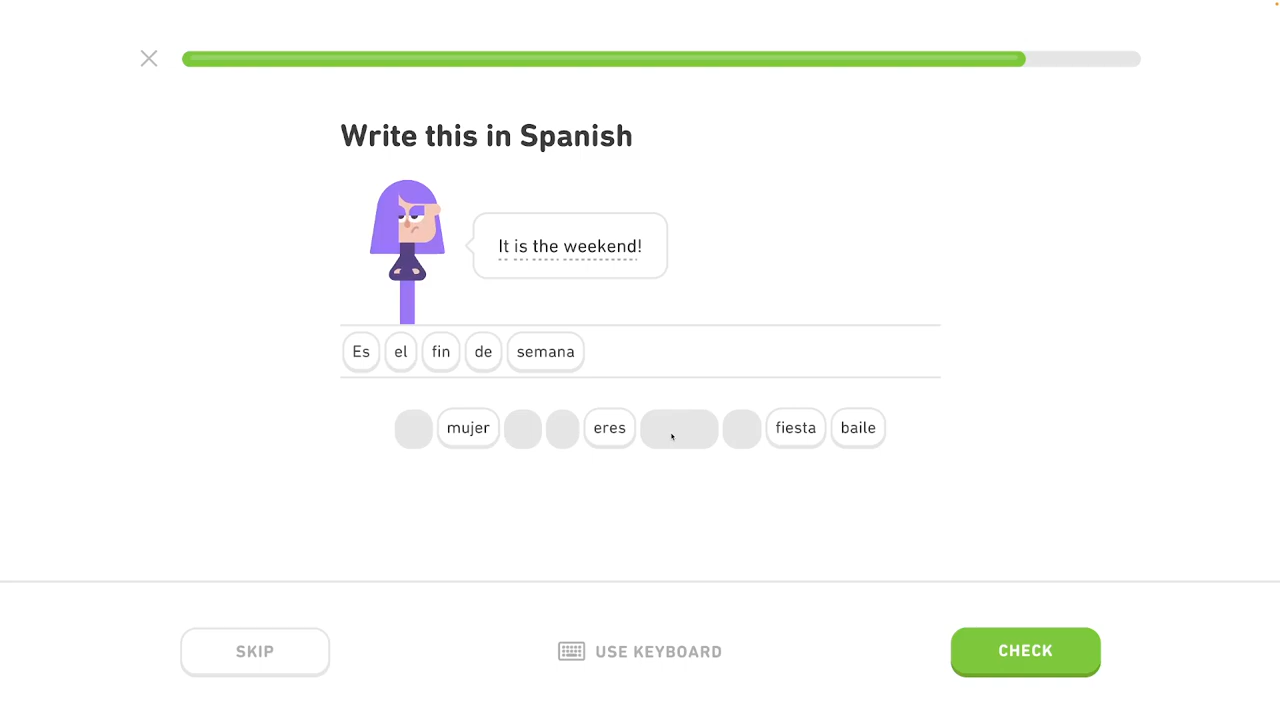 Write this in Spanish
It is the weekend!
Es el fin de semana
mujer eres fiesta baile
SKIP USE KEYBOARD CHECK